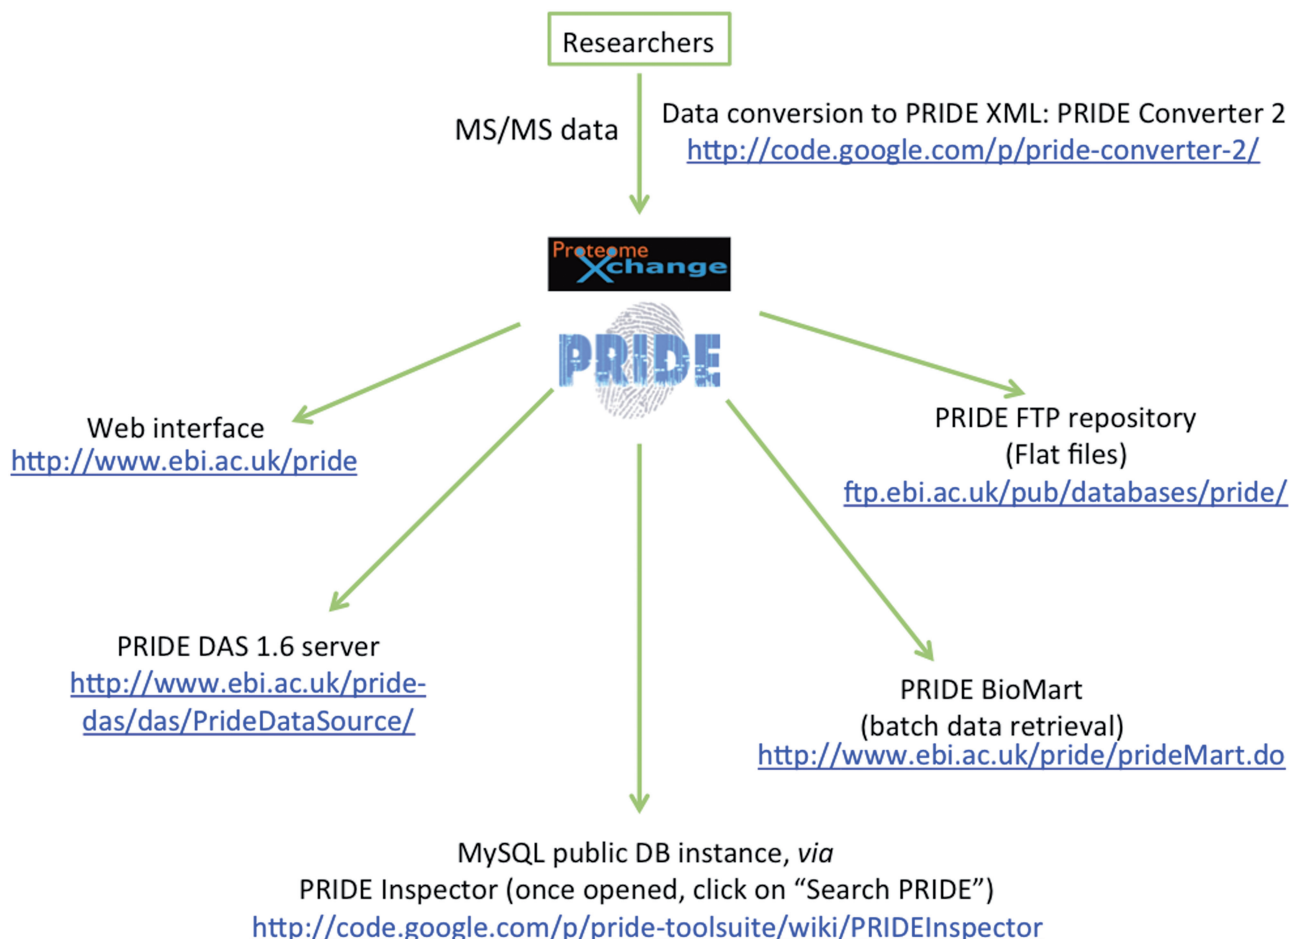 Researchers
MS/MS data
Data conversion to PRIDE XML: PRIDE Converter 2
http://code.google.com/p/pride-converter-2/
Proteome
Xchange
PRIDE
Web interface
http://www.ebi.ac.uk/pride
PRIDE FTP repository
(Flat files)
ftp.ebi.ac.uk/pub/databases/pride/
PRIDE DAS 1.6 server
http://www.ebi.ac.uk/pride-
das/das/PrideDataSource/
PRIDE BioMart
(batch data retrieval)
http://www.ebi.ac.uk/pride/prideMart.do
MySQL public DB instance, via
PRIDE Inspector (once opened, click on “Search PRIDE”)
http://code.google.com/p/pride-toolsuite/wiki/PRIDEInspector